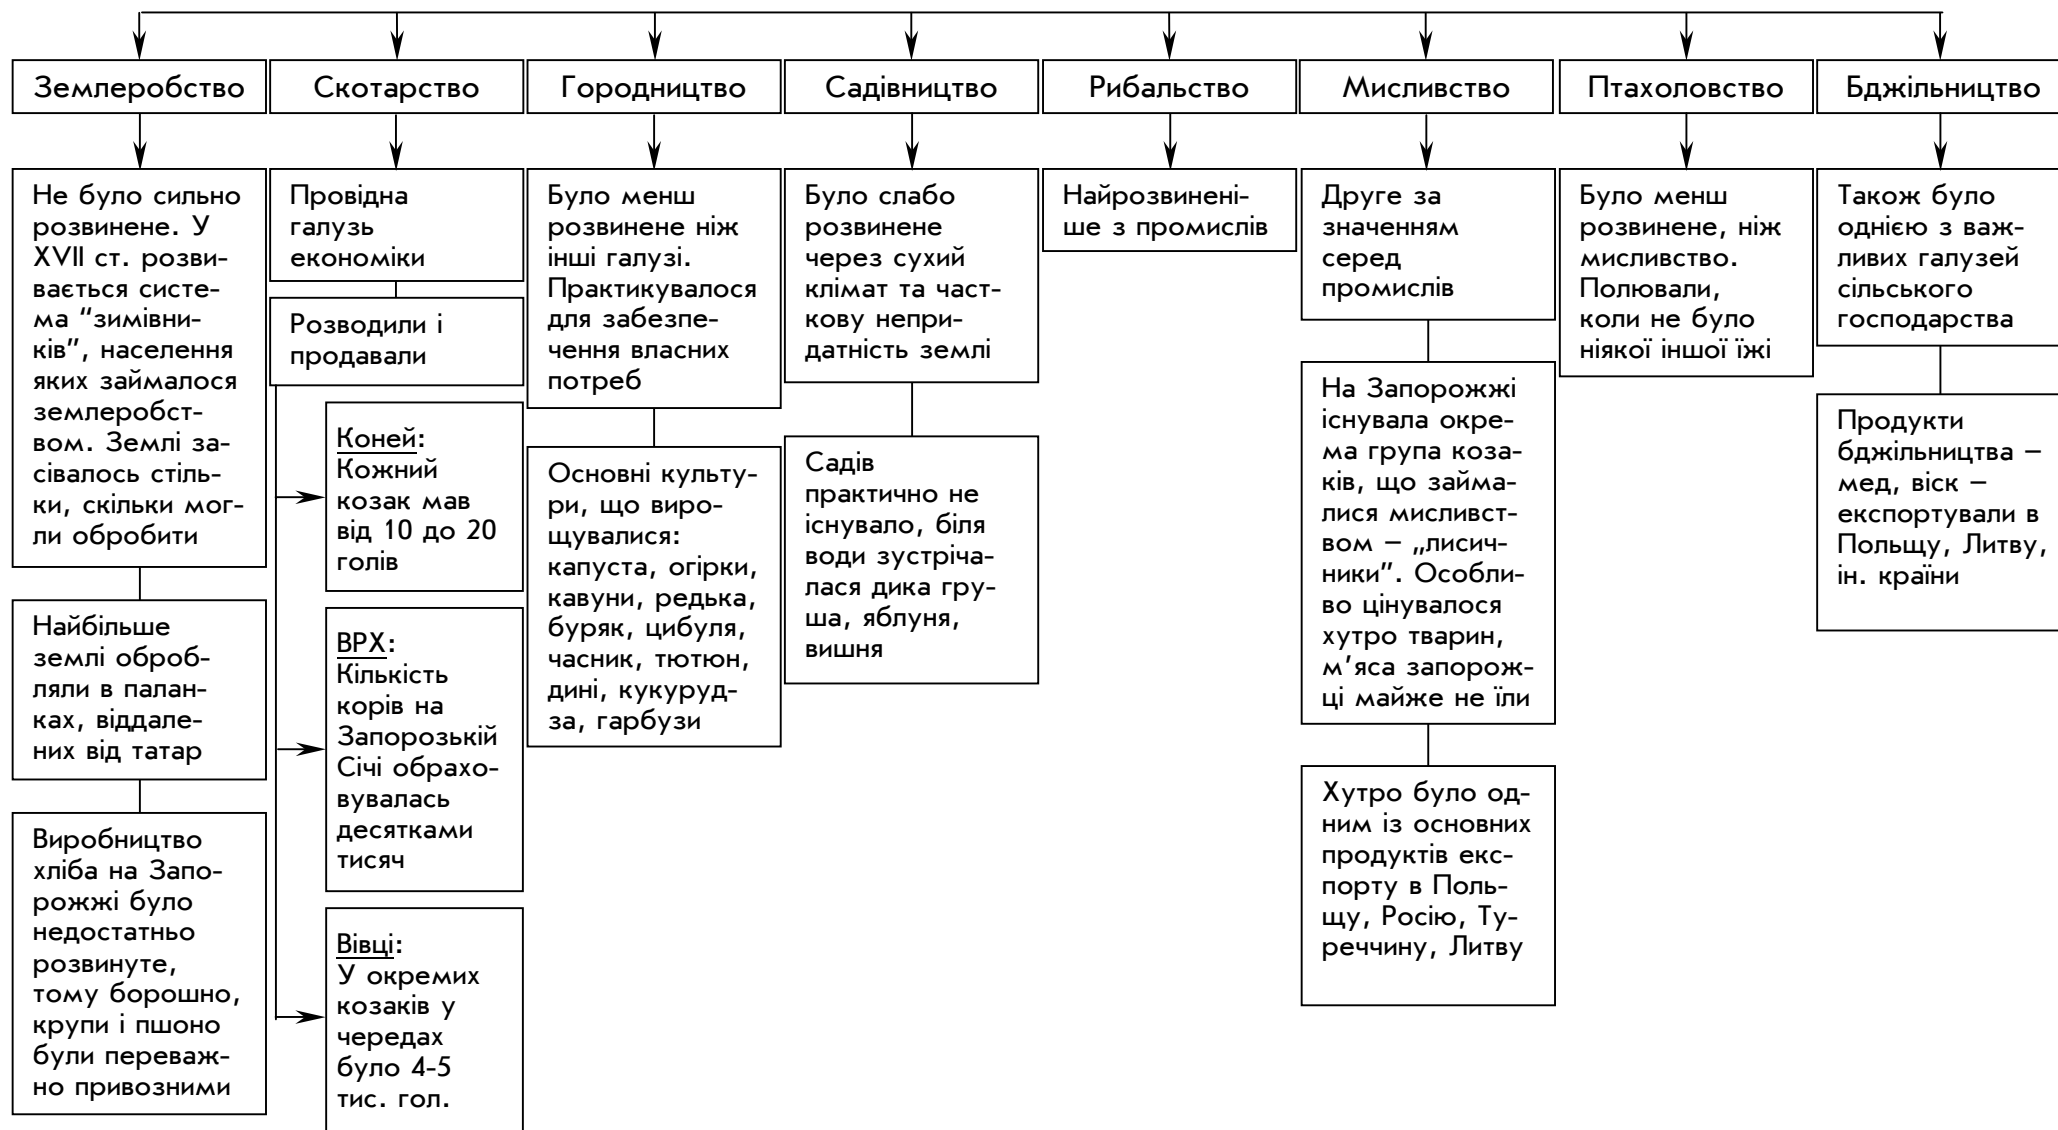 Землеробство
Скотарство
Городництво
Садівництво
Рибальство
Мисливство
Птахоловство
Бджільництво
Не було сильно
розвинене. У
XVII ст. розви-
вається систе-
ма “зимівни-
ків”, населення
яких займалося
землеробст-
вом. Землі за-
сівалось стіль-
ки, скільки мог-
ли обробити
Найбільше
землі оброб-
ляли в палан-
ках, віддале-
них від татар
Виробництво
хліба на Запо-
рожжі було
недостатньо
розвинуте,
тому борошно,
крупи і пшоно
були переваж-
но привозними
Провідна
галузь
економіки
Розводили і
продавали
Коней:
Кожний
козак мав
від 10 до 20
голів
ВРХ:
Кількість
корів на
Запорозькій
Січі обрахо-
вувалась
десятками
тисяч
Вівці:
У окремих
козаків у
чередах
було 4-5
тис. гол.
Було менш
розвинене ніж
інші галузі.
Практикувалося
для забезпе-
чення власних
потреб
Основні культу-
ри, що виро-
щувалися:
капуста, огірки,
кавуни, редька,
буряк, цибуля,
часник, тютюн,
дині, кукуруд-
за, гарбузи
Було слабо
розвинене
через сухий
клімат та част-
кову непри-
датність землі
Садів
практично не
існувало, біля
води зустріча-
лася дика гру-
ша, яблуня,
вишня
Найрозвинені-
ше з промислів
Друге за
значенням
серед
промислів
На Запорожжі
існувала окре-
ма група коза-
ків, що займа-
лися мисливст-
вом – „лисич-
ники”. Особли-
во цінувалося
хутро тварин,
м’яса запорож-
ці майже не їли
Хутро було од-
ним із основних
продуктів екс-
порту в Поль-
щу, Росію, Ту-
реччину, Литву
Було менш
розвинене, ніж
мисливство.
Полювали,
коли не було
ніякої іншої їжі
Також було
однією з важ-
ливих галузей
сільського
господарства
Продукти
бджільництва –
мед, віск –
експортували в
Польщу, Литву,
ін. країни